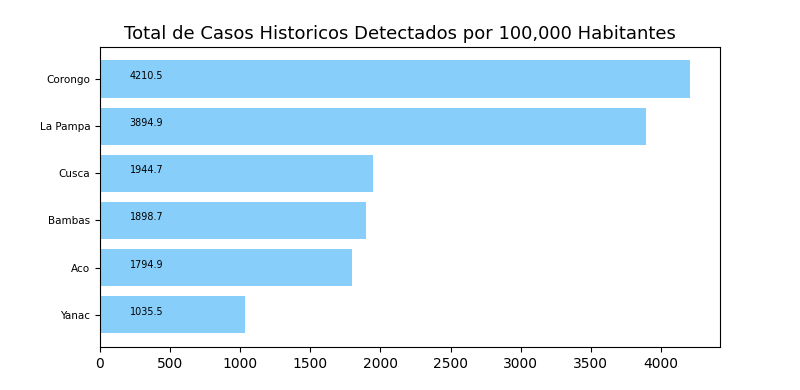 Total de Casos Historicos Detectados por 100,000 Habitantes
Corongo 4210.5
La Pampa 3894.9
Cusca 1944.7
Bambas 1898.7
Aco 1794.9
Yanac 1035.5
0 500 1000 1500 2000 2500 3000 3500 4000